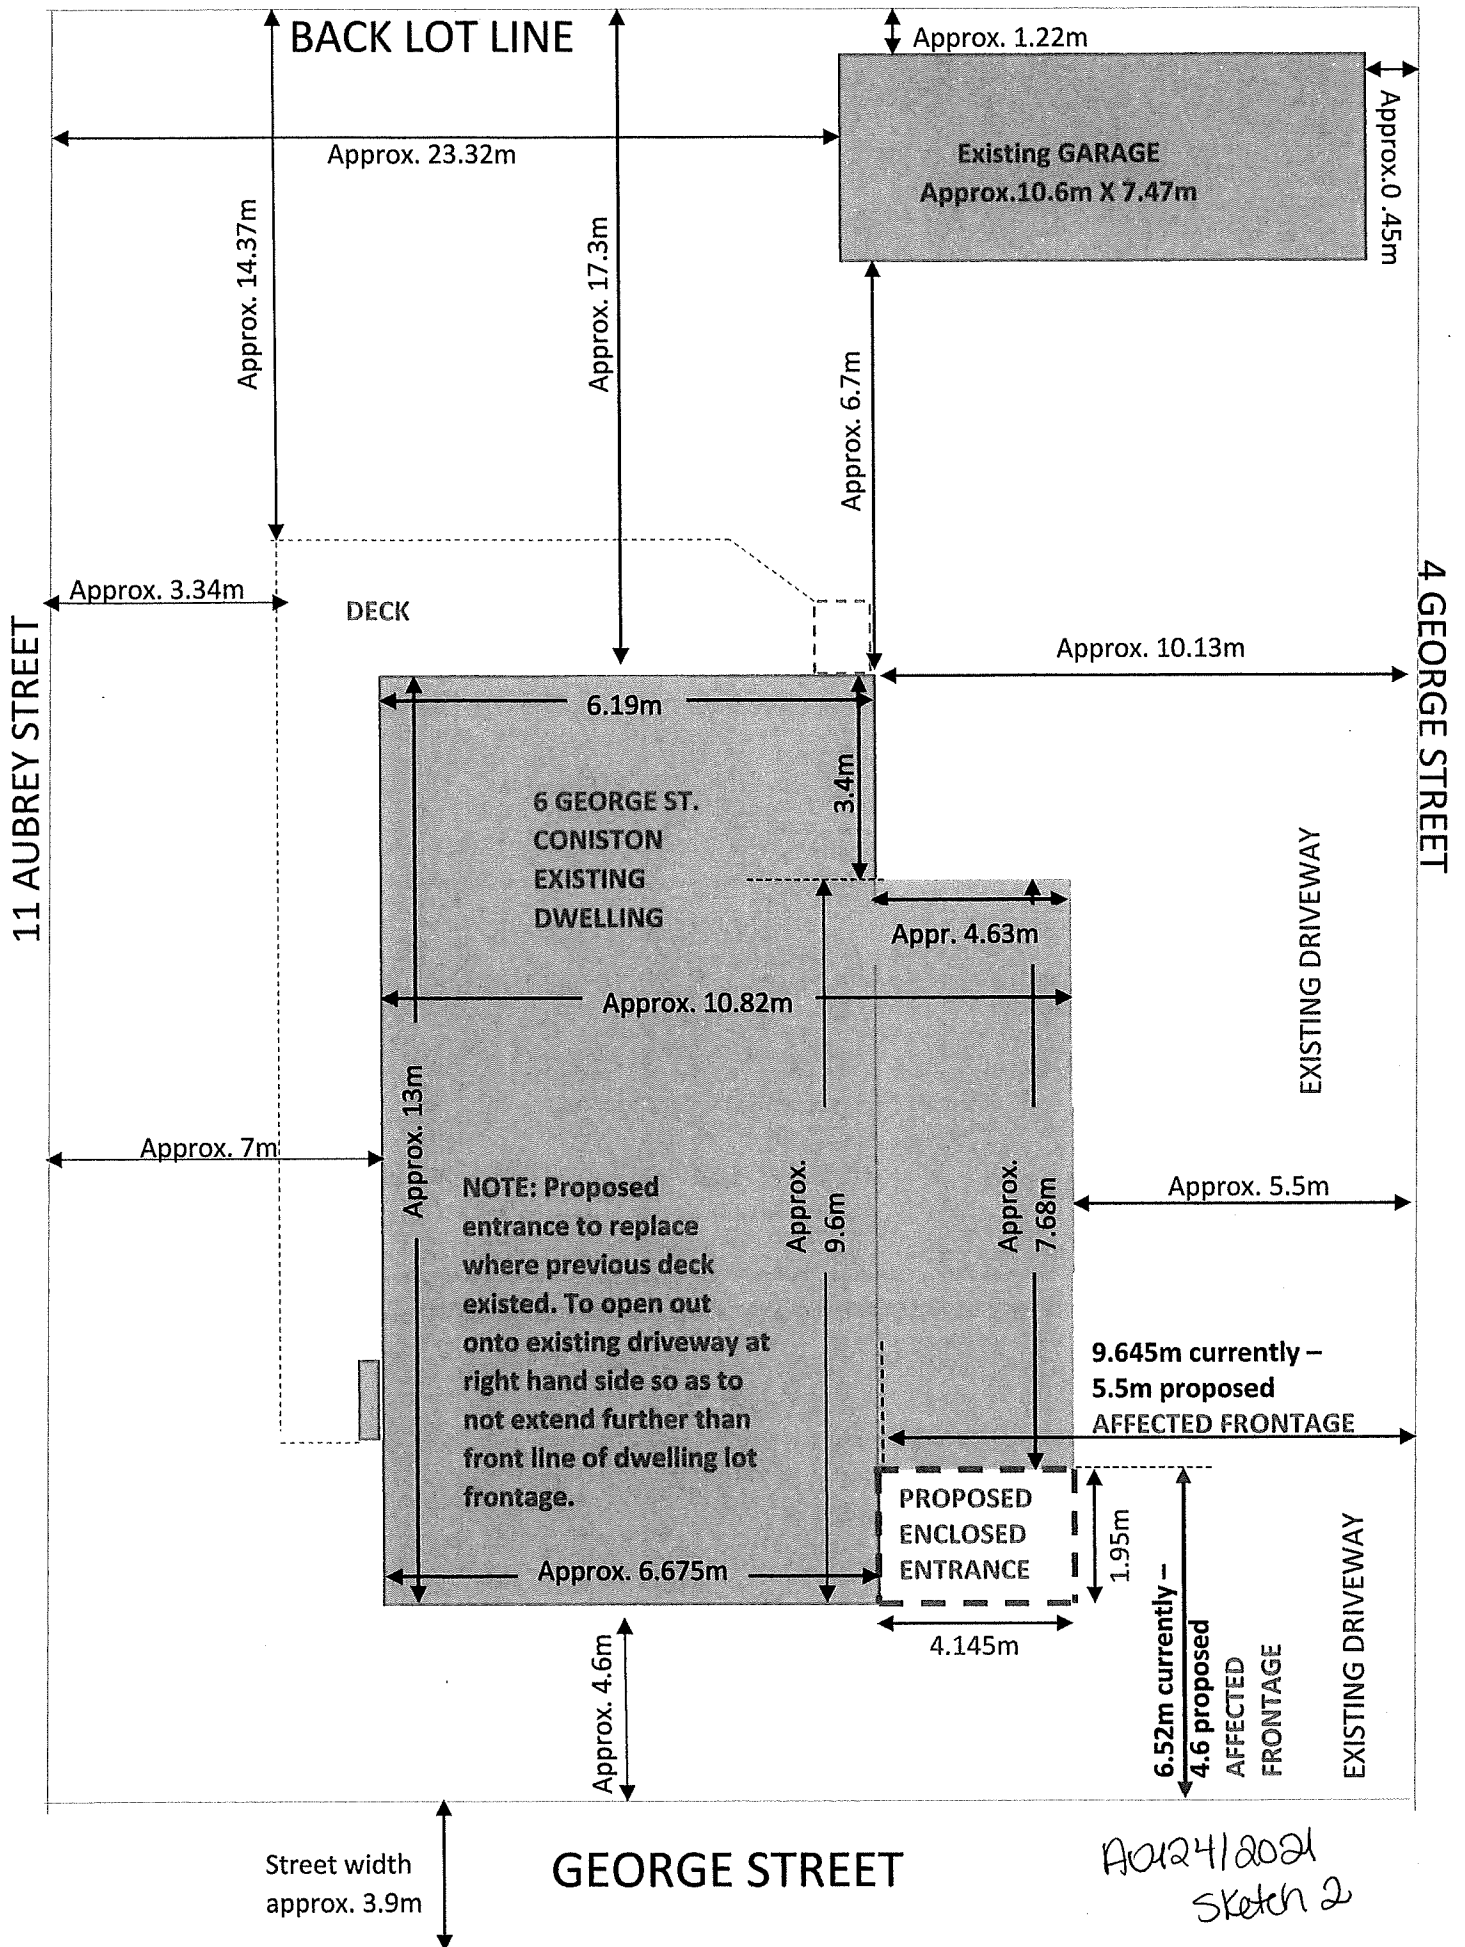 BACK LOT LINE
Approx. 1.22m
Approx. 23.32m
Existing GARAGE
Approx.10.6m X 7.47m
Approx.0 .45m
Approx. 14.37m
Approx. 17.3m
Approx. 6.7m
Approx. 3.34m
DECK
Approx. 10.13m
11 AUBREY STREET
4 GEORGE STREET
6.19m
3.4m
6 GEORGE ST.
CONISTON
EXISTING
DWELLING
Appr. 4.63m
EXISTING DRIVEWAY
Approx. 10.82m
Approx. 13m
Approx. 7m
Approx.
9.6m
Approx.
7.68m
Approx. 5.5m
NOTE: Proposed
entrance to replace
where previous deck
existed. To open out
onto existing driveway at
right hand side so as to
not extend further than
front line of dwelling lot
frontage.
9.645m currently –
5.5m proposed
AFFECTED FRONTAGE
PROPOSED
ENCLOSED
ENTRANCE
1.95m
Approx. 6.675m
4.145m
6.52m currently –
4.6 proposed
AFFECTED
FRONTAGE
EXISTING DRIVEWAY
Approx. 4.6m
Street width
approx. 3.9m
GEORGE STREET
A0124/2021
Sketch 2